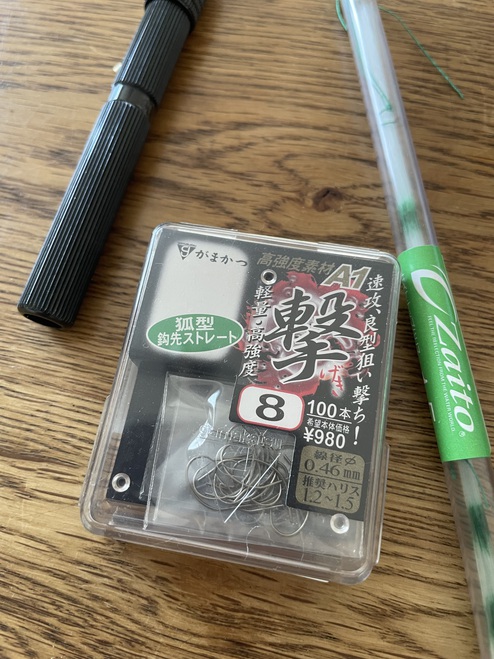 がまかつ
高強度素材 A1
撃
げき
軽量・高強度
速攻、良型狙い撃ち！
狐型
鈎先ストレート
8
100本
希望本体価格
¥980
線径φ
0.46mm
推奨ハリス
1.2~1.5
Zaito